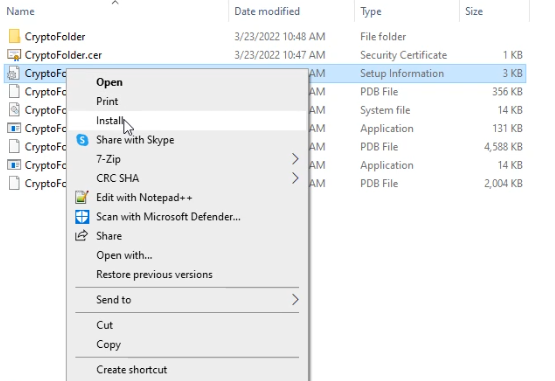 Name Date modified Type Size
CryptoFolder 3/23/2022 10:48 AM File folder
CryptoFolder.cer 3/23/2022 10:47 AM Security Certificate 1 KB
CryptoFo AM Setup Information 3 KB
Open
CryptoFo AM PDB File 356 KB
Print
CryptoFo AM System file 14 KB
Install
CryptoFo AM Application 131 KB
Share with Skype
CryptoFo AM PDB File 4,588 KB
7-Zip
CryptoFo AM Application 14 KB
CRC SHA
CryptoFo AM PDB File 2,004 KB
Edit with Notepad++
Scan with Microsoft Defender...
Share
Open with...
Restore previous versions
Send to
Cut
Copy
Create shortcut